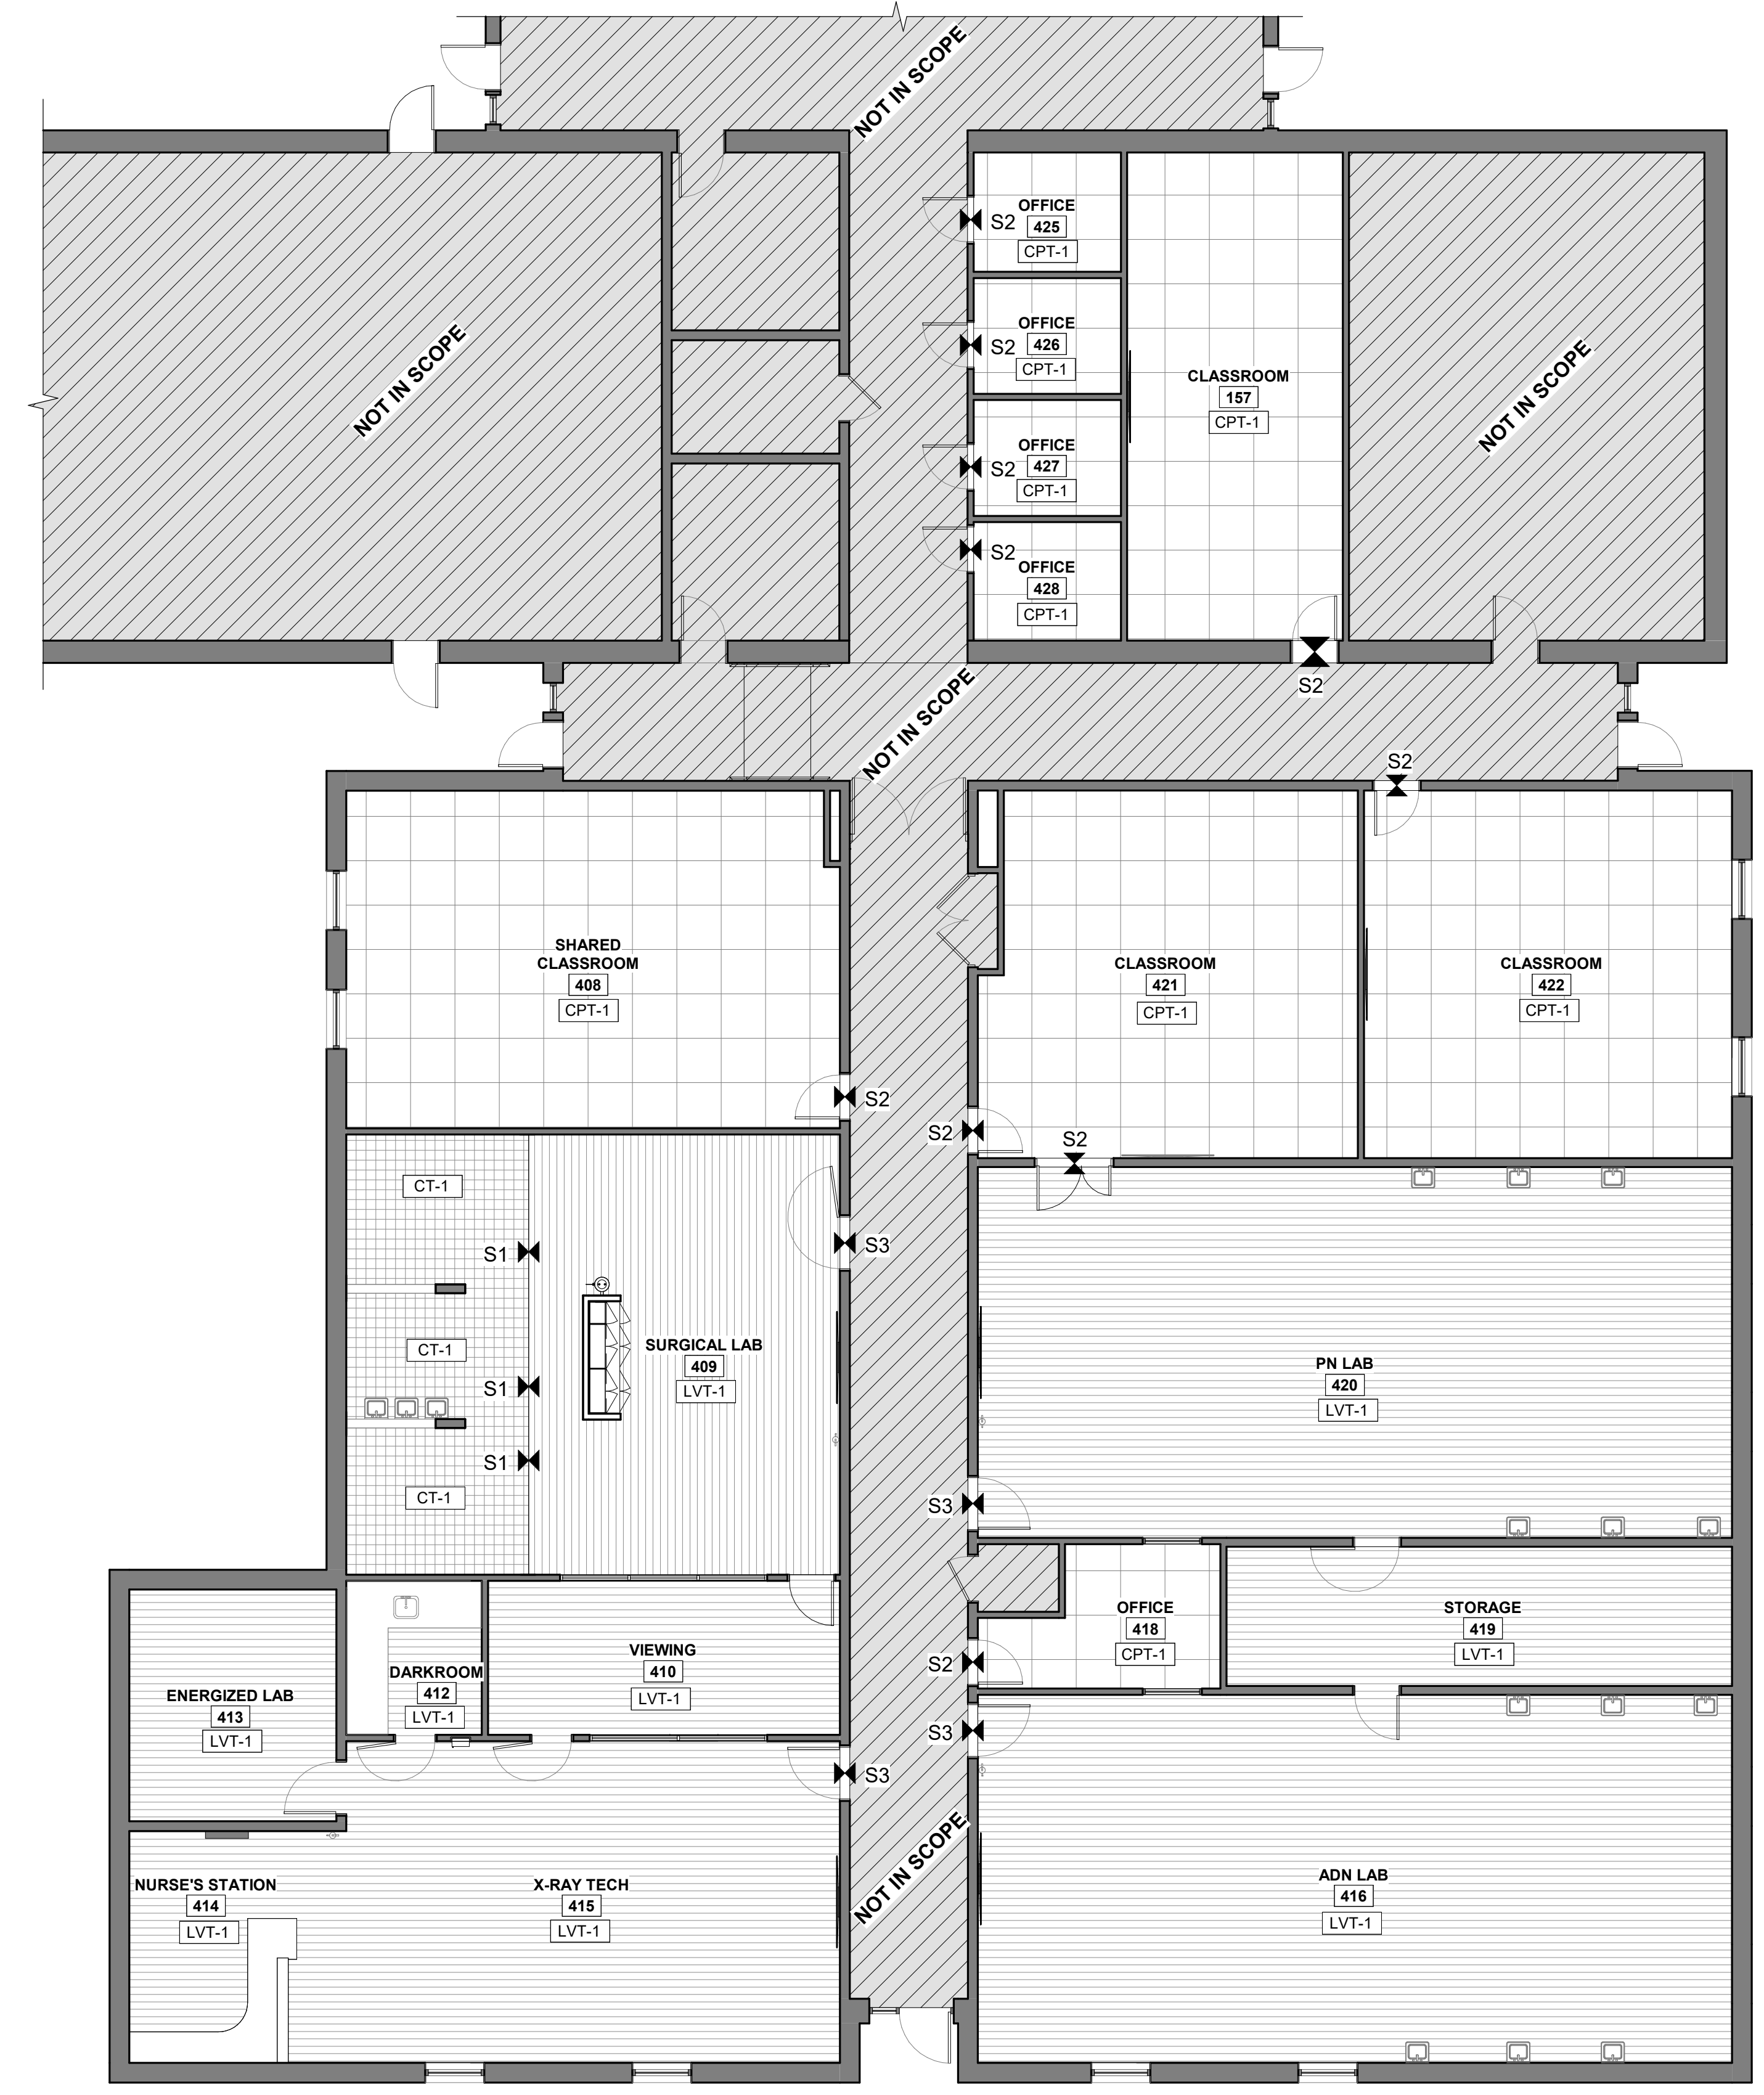 NOT IN SCOPE
OFFICE
425
CPT-1
S2
OFFICE
426
CPT-1
S2
OFFICE
427
CPT-1
S2
OFFICE
428
CPT-1
S2
CLASSROOM
157
CPT-1
S2
NOT IN SCOPE
NOT IN SCOPE
NOT IN SCOPE
SHARED
CLASSROOM
408
CPT-1
S2
CLASSROOM
421
CPT-1
S2
S2
CLASSROOM
422
CPT-1
S2
CT-1
S1
CT-1
S1
CT-1
S1
SURGICAL LAB
409
LVT-1
S3
PN LAB
420
LVT-1
S3
OFFICE
418
CPT-1
S2
STORAGE
419
LVT-1
VIEWING
410
LVT-1
DARKROOM
412
LVT-1
ENERGIZED LAB
413
LVT-1
S3
S3
NURSE'S STATION
414
LVT-1
X-RAY TECH
415
LVT-1
NOT IN SCOPE
ADN LAB
416
LVT-1